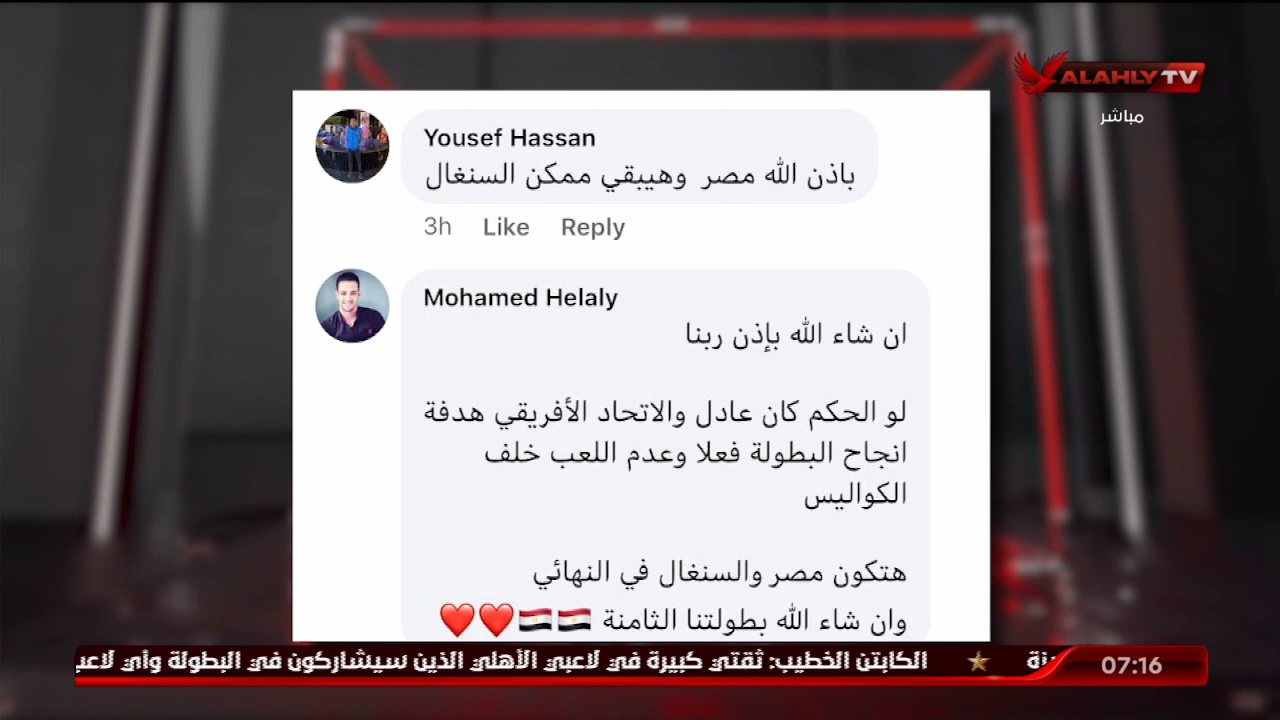 ALAHLY TV
مباشر
Yousef Hassan
باذن الله مصر وهيبقي ممكن السنغال
3h Like Reply
Mohamed Helaly
ان شاء الله بإذن ربنا
لو الحكم كان عادل والاتحاد الأفريقي هدفة
انجاح البطولة فعلا وعدم اللعب خلف
الكواليس
هتكون مصر والسنغال في النهائي
وان شاء الله بطولتنا الثامنة 🇪🇬🇪🇬❤️❤️
الكابتن الخطيب: ثقتي كبيرة في لاعبي الأهلي الذين سيشاركون في البطولة وأي
07:16